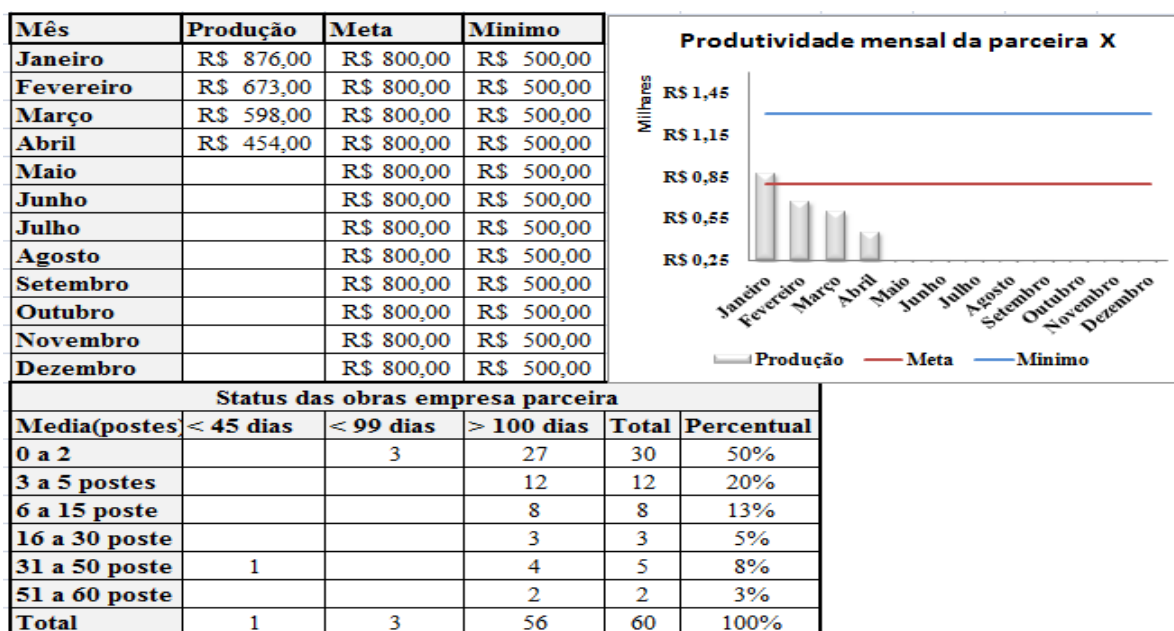 Mês Produção Meta Minimo
Janeiro R$ 876,00 R$ 800,00 R$ 500,00
Fevereiro R$ 673,00 R$ 800,00 R$ 500,00
Março R$ 598,00 R$ 800,00 R$ 500,00
Abril R$ 454,00 R$ 800,00 R$ 500,00
Maio R$ 800,00 R$ 500,00
Junho R$ 800,00 R$ 500,00
Julho R$ 800,00 R$ 500,00
Agosto R$ 800,00 R$ 500,00
Setembro R$ 800,00 R$ 500,00
Outubro R$ 800,00 R$ 500,00
Novembro R$ 800,00 R$ 500,00
Dezembro R$ 800,00 R$ 500,00
Produtividade mensal da parceira X
Milhares
R$ 1,45
R$ 1,15
R$ 0,85
R$ 0,55
R$ 0,25
Janeiro Fevereiro Março Abril Maio Junho Julho Agosto Setembro Outubro Novembro Dezembro
Produção Meta Minimo
Status das obras empresa parceira
Media(postes) < 45 dias < 99 dias > 100 dias Total Percentual
0 a 2 3 27 30 50%
3 a 5 postes 12 12 20%
6 a 15 poste 8 8 13%
16 a 30 poste 3 3 5%
31 a 50 poste 1 4 5 8%
51 a 60 poste 2 2 3%
Total 1 3 56 60 100%